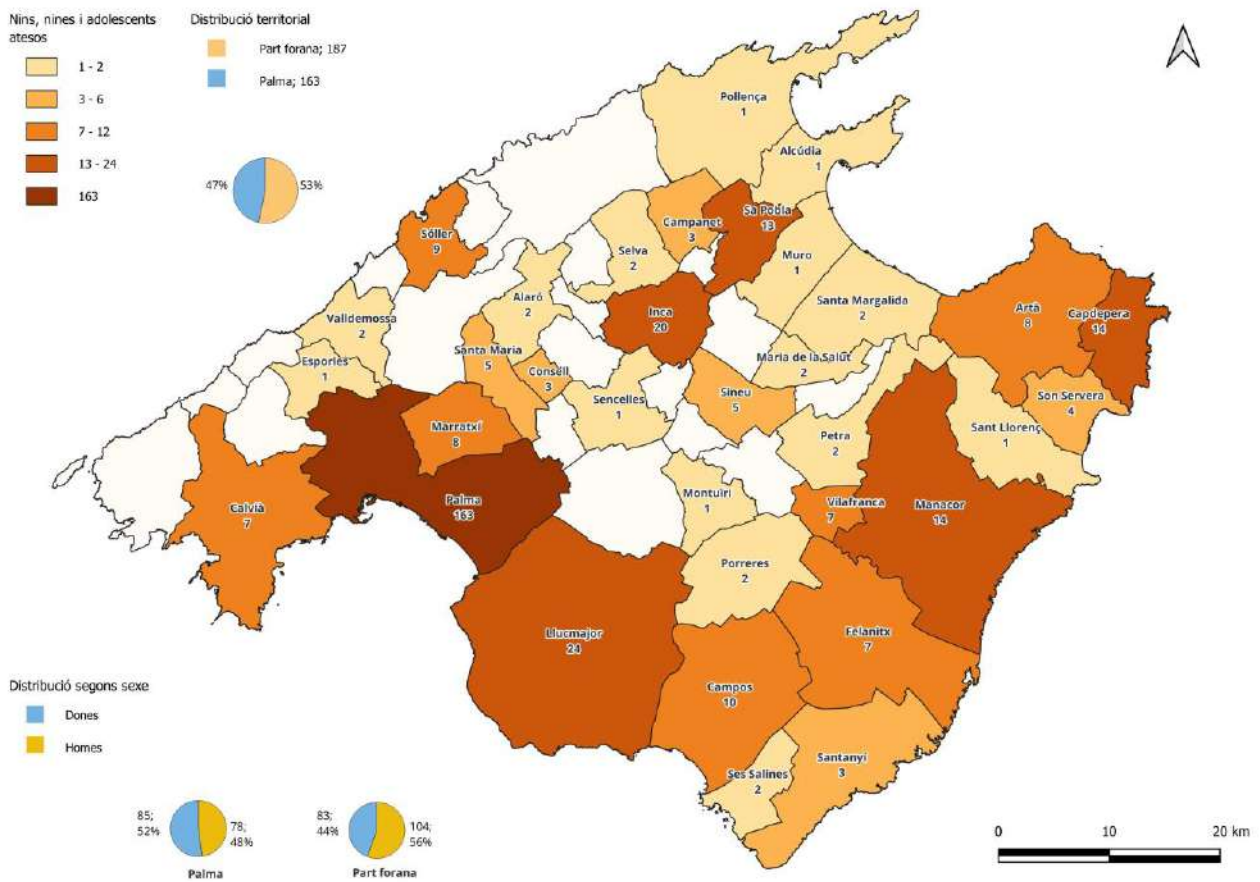 Nins, nines i adolescents
atesos
1 - 2
3 - 6
7 - 12
13 - 24
163
Distribució territorial
Part forana; 187
Palma; 163
47%
53%
Pollença
1
Alcúdia
1
Sa Pobla
13
Campanet
3
Sóller
9
Selva
2
Muro
1
Santa Margalida
2
Artà
8
Capdepera
14
Alaró
2
Inca
20
Valldemossa
2
Santa Maria
5
Maria de la Salut
2
Esporles
1
Consell
3
Sencelles
1
Sineu
5
Son Servera
4
Marratxí
8
Petra
2
Sant Llorenç
1
Palma
163
Montuïri
1
Vilafranca
7
Manacor
14
Calvià
7
Porreres
2
Llucmajor
24
Felanitx
7
Campos
10
Santanyí
3
Ses Salines
2
Distribució segons sexe
Dones
Homes
85;
52%
78;
48%
Palma
83;
44%
104;
56%
Part forana
0 10 20 km